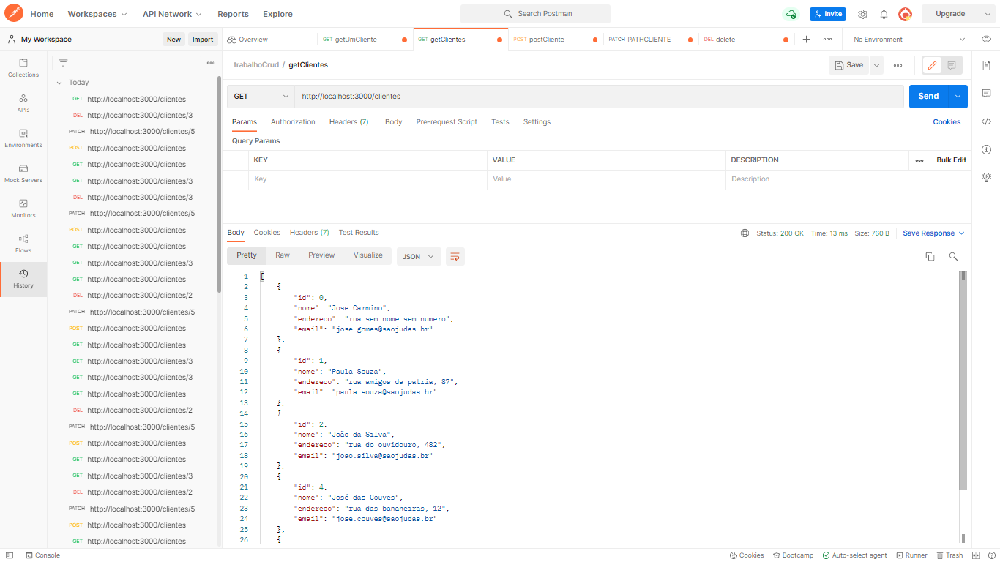 Home Workspaces API Network Reports Explore Search Postman Invite Upgrade
My Workspace New Import Overview GET getUmCliente GET getClientes POST postCliente PATCH PATHCLIENTE DEL delete No Environment
Collections
APIs
Environments
Mock Servers
Monitors
Flows
History
Today
GET http://localhost:3000/clientes
DEL http://localhost:3000/clientes/3
PATCH http://localhost:3000/clientes/5
POST http://localhost:3000/clientes
GET http://localhost:3000/clientes
GET http://localhost:3000/clientes/3
DEL http://localhost:3000/clientes/3
PATCH http://localhost:3000/clientes/5
POST http://localhost:3000/clientes
GET http://localhost:3000/clientes
GET http://localhost:3000/clientes/3
GET http://localhost:3000/clientes
DEL http://localhost:3000/clientes/2
PATCH http://localhost:3000/clientes/5
POST http://localhost:3000/clientes
GET http://localhost:3000/clientes
GET http://localhost:3000/clientes/3
GET http://localhost:3000/clientes/3
GET http://localhost:3000/clientes
DEL http://localhost:3000/clientes/2
PATCH http://localhost:3000/clientes/5
POST http://localhost:3000/clientes
GET http://localhost:3000/clientes
GET http://localhost:3000/clientes/3
DEL http://localhost:3000/clientes/2
PATCH http://localhost:3000/clientes/5
POST http://localhost:3000/clientes
GET http://localhost:3000/clientes
trabalhoCrud / getClientes Save
GET http://localhost:3000/clientes Send
Params Authorization Headers (7) Body Pre-request Script Tests Settings Cookies
Query Params
KEY VALUE DESCRIPTION Bulk Edit
Key Value Description
Body Cookies Headers (7) Test Results Status: 200 OK Time: 13 ms Size: 760 B Save Response
Pretty Raw Preview Visualize JSON
1 [
2 {
3 "id": 0,
4 "nome": "Jose Carmino",
5 "endereco": "rua sem nome sem numero",
6 "email": "jose.gomes@saojudas.br"
7 },
8 {
9 "id": 1,
10 "nome": "Paula Souza",
11 "endereco": "rua amigos da patria, 87",
12 "email": "paula.souza@saojudas.br"
13 },
14 {
15 "id": 2,
16 "nome": "João da Silva",
17 "endereco": "rua do ouvidouro, 482",
18 "email": "joao.silva@saojudas.br"
19 },
20 {
21 "id": 4,
22 "nome": "José das Couves",
23 "endereco": "rua das bananeiras, 12",
24 "email": "jose.couves@saojudas.br"
25 },
26 {
Console Cookies Bootcamp Auto-select agent Runner Trash